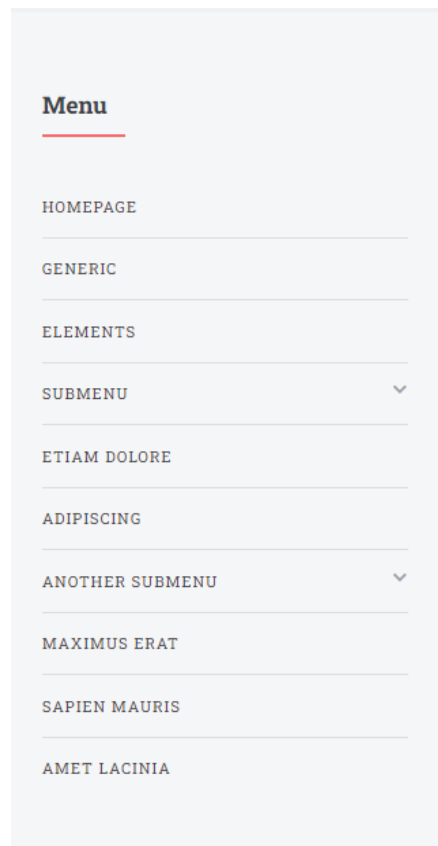 Menu
HOMEPAGE
GENERIC
ELEMENTS
SUBMENU
ETIAM DOLORE
ADIPISCING
ANOTHER SUBMENU
MAXIMUS ERAT
SAPIEN MAURIS
AMET LACINIA